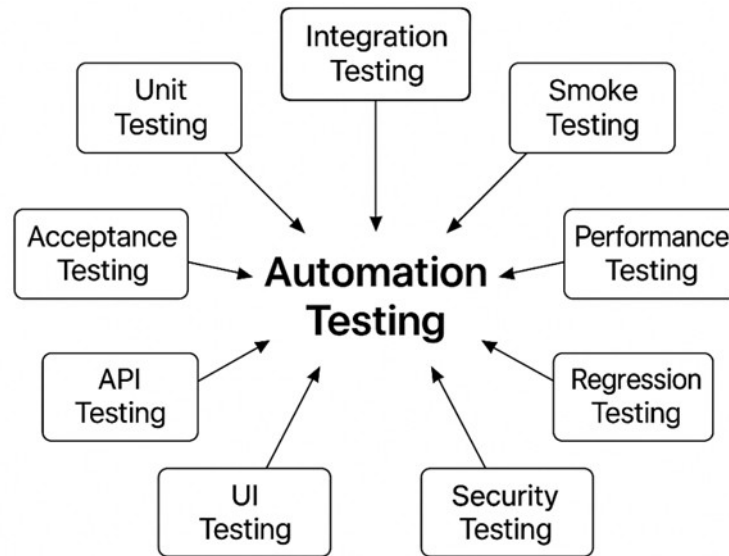 Integration
Testing
Unit
Testing
Smoke
Testing
Acceptance
Testing
Performance
Testing
Automation
Testing
API
Testing
Regression
Testing
UI
Testing
Security
Testing